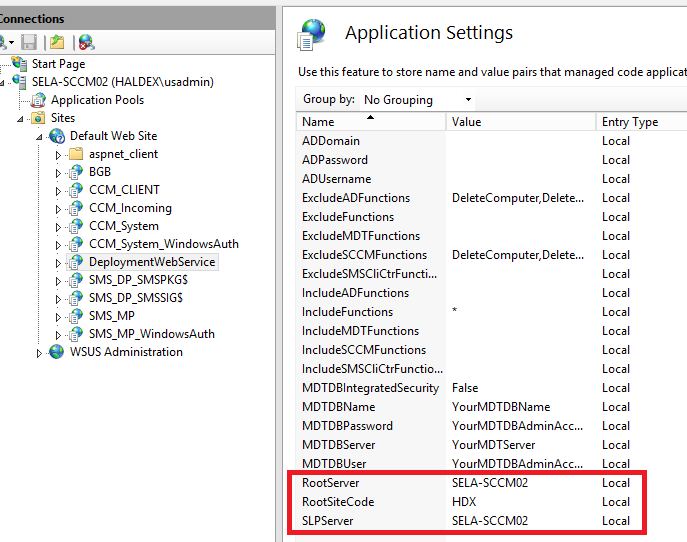 Connections
Start Page
SELA-SCCM02 (HALDEX\usadmin)
Application Pools
Sites
Default Web Site
aspnet_client
BGB
CCM_CLIENT
CCM_Incoming
CCM_System
CCM_System_WindowsAuth
DeploymentWebService
SMS_DP_SMSPKG$
SMS_DP_SMSSIG$
SMS_MP
SMS_MP_WindowsAuth
WSUS Administration
Application Settings
Use this feature to store name and value pairs that managed code applicat
Group by: No Grouping
Name Value Entry Type
ADDomain Local
ADPassword Local
ADUsername Local
ExcludeADFunctions DeleteComputer,Delete... Local
ExcludeFunctions Local
ExcludeMDTFunctions Local
ExcludeSCCMFunctions DeleteComputer,Delete... Local
ExcludeSMSCliCtrFuncti... Local
IncludeADFunctions Local
IncludeFunctions * Local
IncludeMDTFunctions Local
IncludeSCCMFunctions Local
IncludeSMSCliCtrFunctio... Local
MDTDBIntegratedSecurity False Local
MDTDBName YourMDTDBName Local
MDTDBPassword YourMDTDBAdminAcc... Local
MDTDBServer YourMDTServer Local
MDTDBUser YourMDTDBAdminAcc... Local
RootServer SELA-SCCM02 Local
RootSiteCode HDX Local
SLPServer SELA-SCCM02 Local